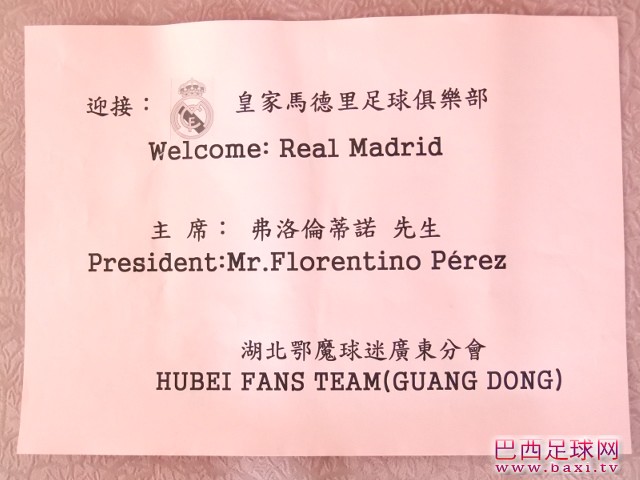 迎接： 皇家馬德里足球俱樂部
Welcome: Real Madrid
主 席： 弗洛倫蒂諾 先生
President:Mr.Florentino Pérez
湖北鄂魔球迷廣東分會
HUBEI FANS TEAM(GUANG DONG)
巴西足球网
www.baxi.tv